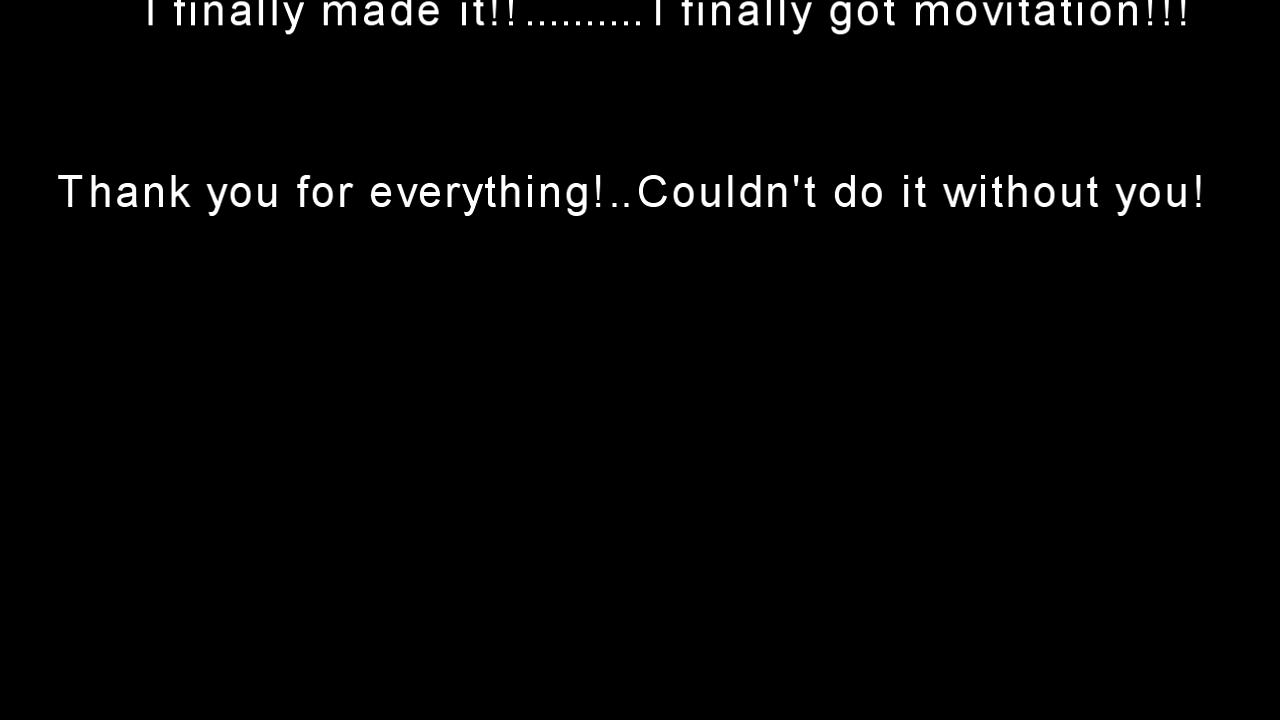 I finally made it!!..........I finally got movitation!!!
Thank you for everything!..Couldn't do it without you!